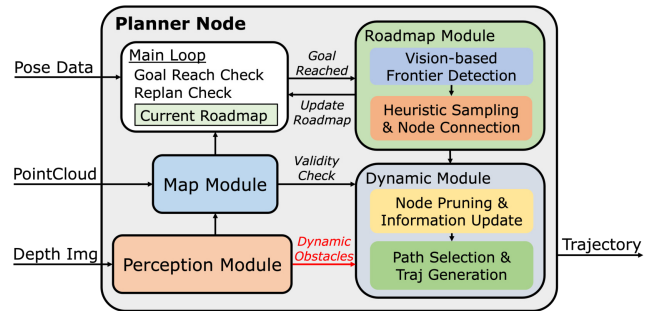 Planner Node
Pose Data
Main Loop
Goal Reach Check
Replan Check
Current Roadmap
Goal
Reached
Update
Roadmap
Roadmap Module
Vision-based
Frontier Detection
Heuristic Sampling
& Node Connection
PointCloud
Map Module
Validity
Check
Dynamic Module
Node Pruning &
Information Update
Path Selection &
Traj Generation
Depth Img
Perception Module
Dynamic
Obstacles
Trajectory